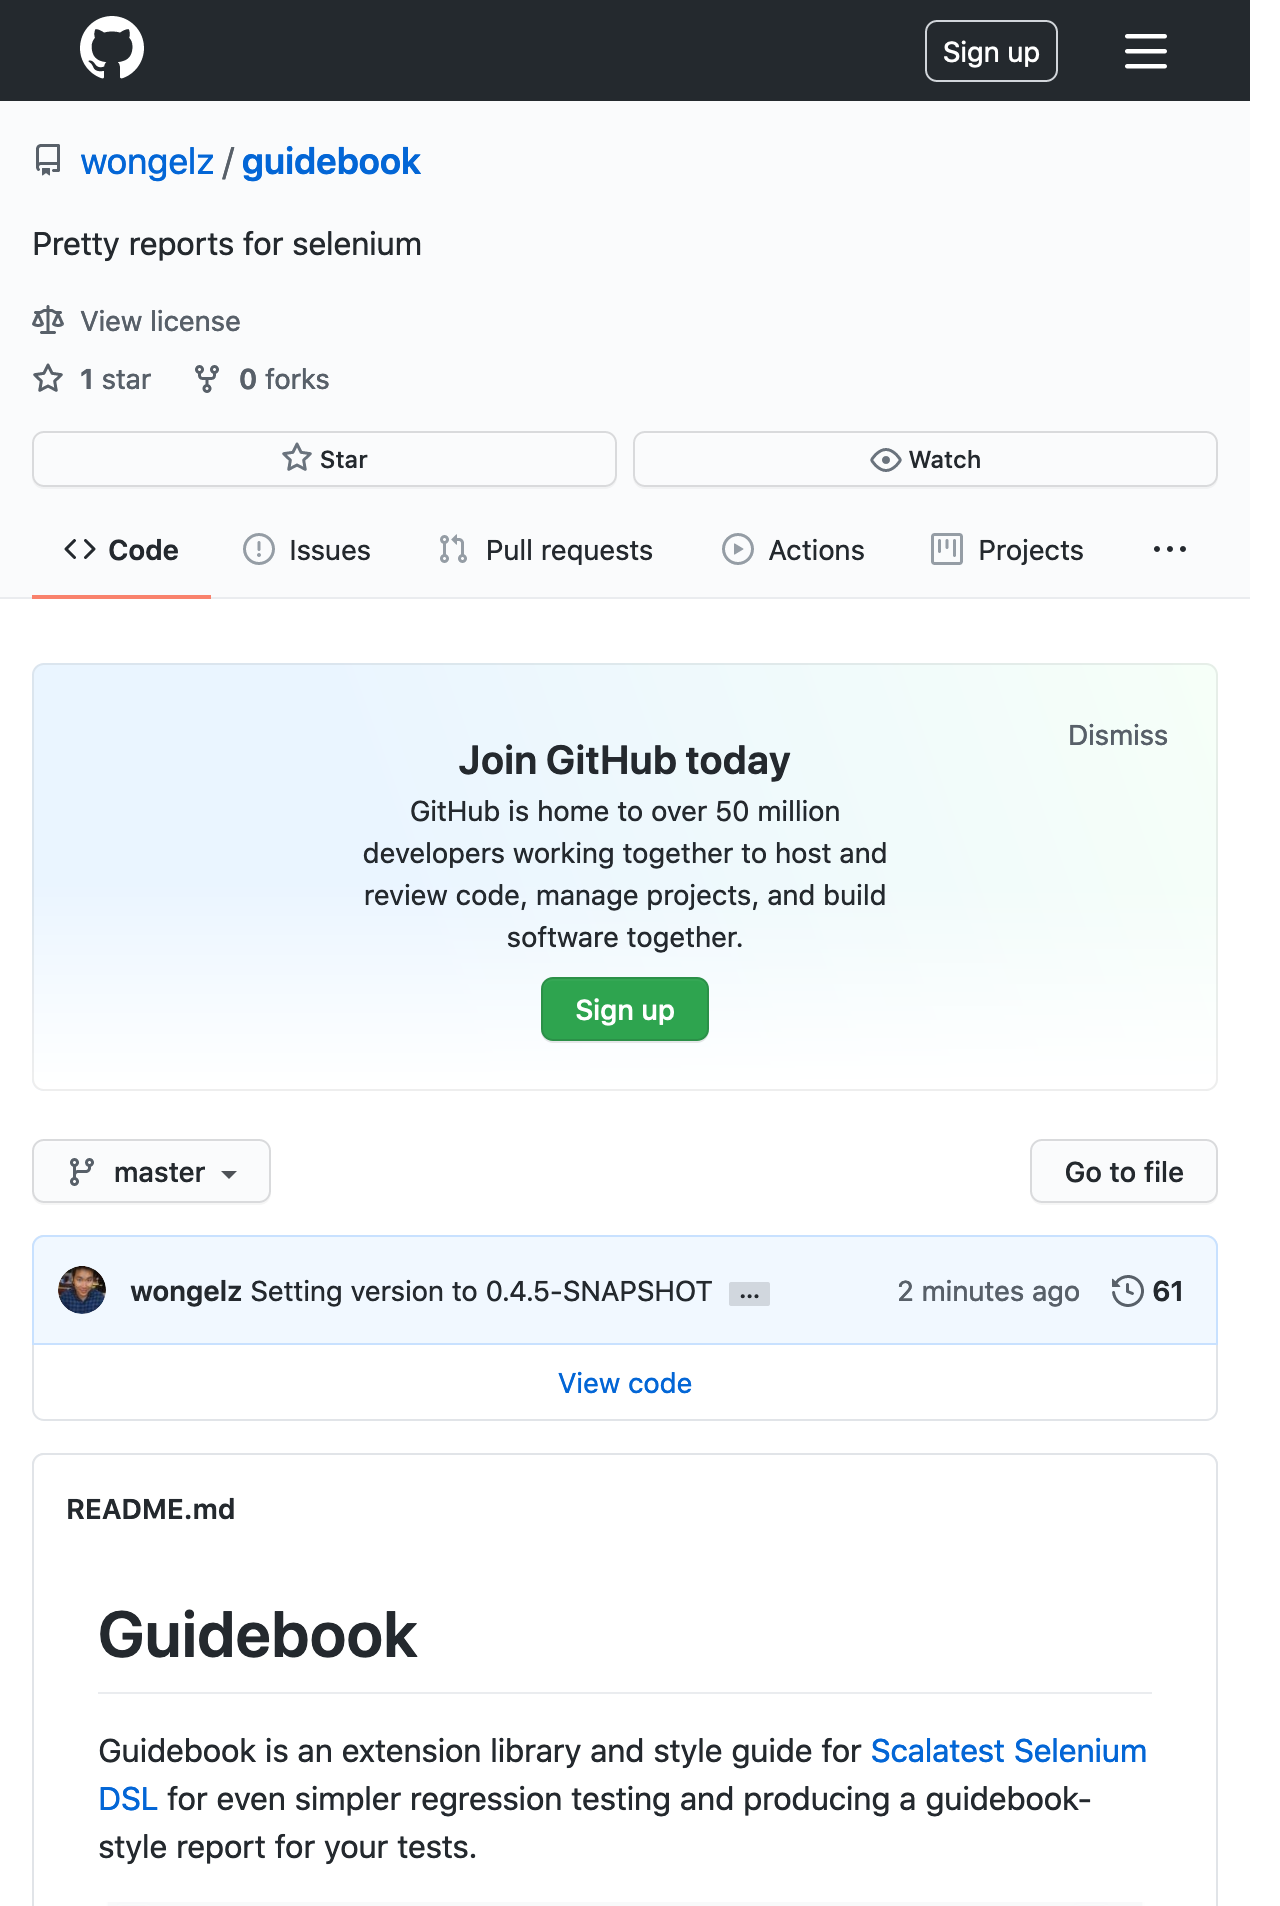 Sign up
wongelz / guidebook
Pretty reports for selenium
View license
1 star 0 forks
Star Watch
Code Issues Pull requests Actions Projects ...
Dismiss
Join GitHub today
GitHub is home to over 50 million
developers working together to host and
review code, manage projects, and build
software together.
Sign up
master Go to file
wongelz Setting version to 0.4.5-SNAPSHOT ... 2 minutes ago 61
View code
README.md
Guidebook
Guidebook is an extension library and style guide for Scalatest Selenium
DSL for even simpler regression testing and producing a guidebook-
style report for your tests.